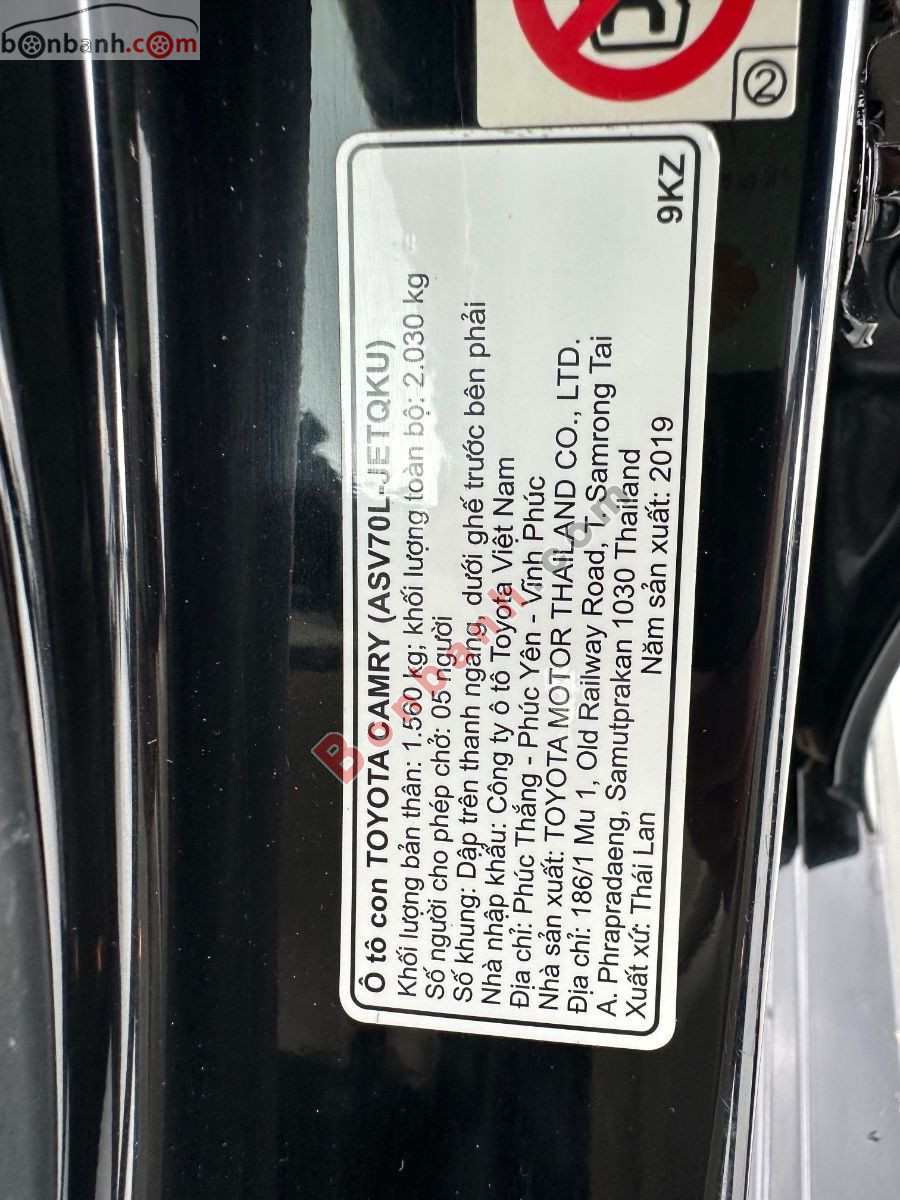 bonbanh.com
2
Ô tô con TOYOTA CAMRY (ASV70L-JETQKU)
Khối lượng bản thân: 1.560 kg; khối lượng toàn bộ: 2.030 kg
Số người cho phép chở: 05 người
Số khung: Dập trên thanh ngang, dưới ghế trước bên phải
Nhà nhập khẩu: Công ty ô tô Toyota Việt Nam
Địa chỉ: Phúc Thắng - Phúc Yên - Vĩnh Phúc
Nhà sản xuất: TOYOTA MOTOR THAILAND CO., LTD.
Địa chỉ: 186/1 Mu 1, Old Railway Road, T. Samrong Tai
A. Phrapradaeng, Samutprakan 1030 Thailand
Xuất xứ: Thái Lan
Năm sản xuất: 2019
9KZ
Bonbanh.com